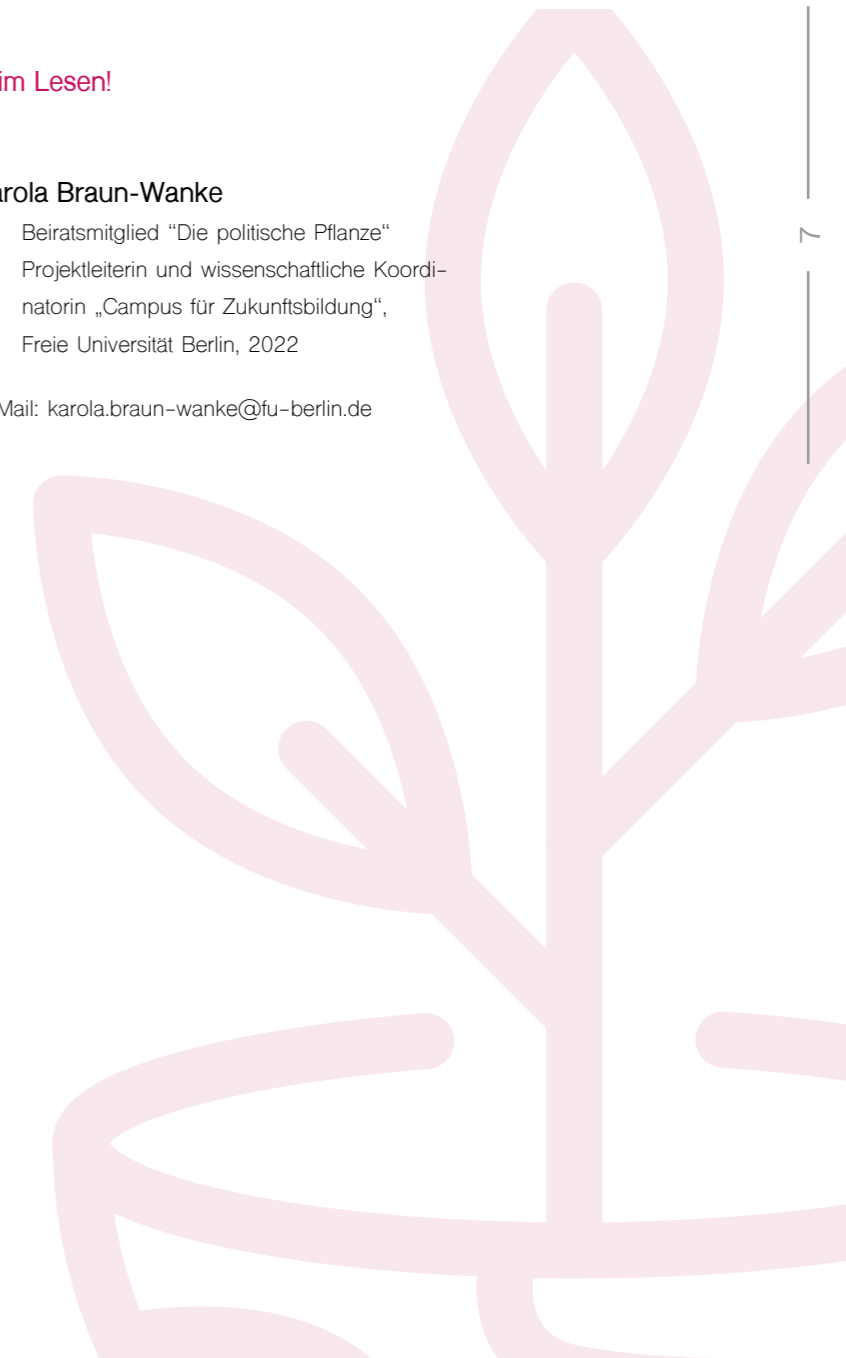 im Lesen!
arola Braun-Wanke
Beiratsmitglied “Die politische Pflanze“
Projektleiterin und wissenschaftliche Koordi-
natorin „Campus für Zukunftsbildung“,
Freie Universität Berlin, 2022
Mail: karola.braun-wanke@fu-berlin.de
7